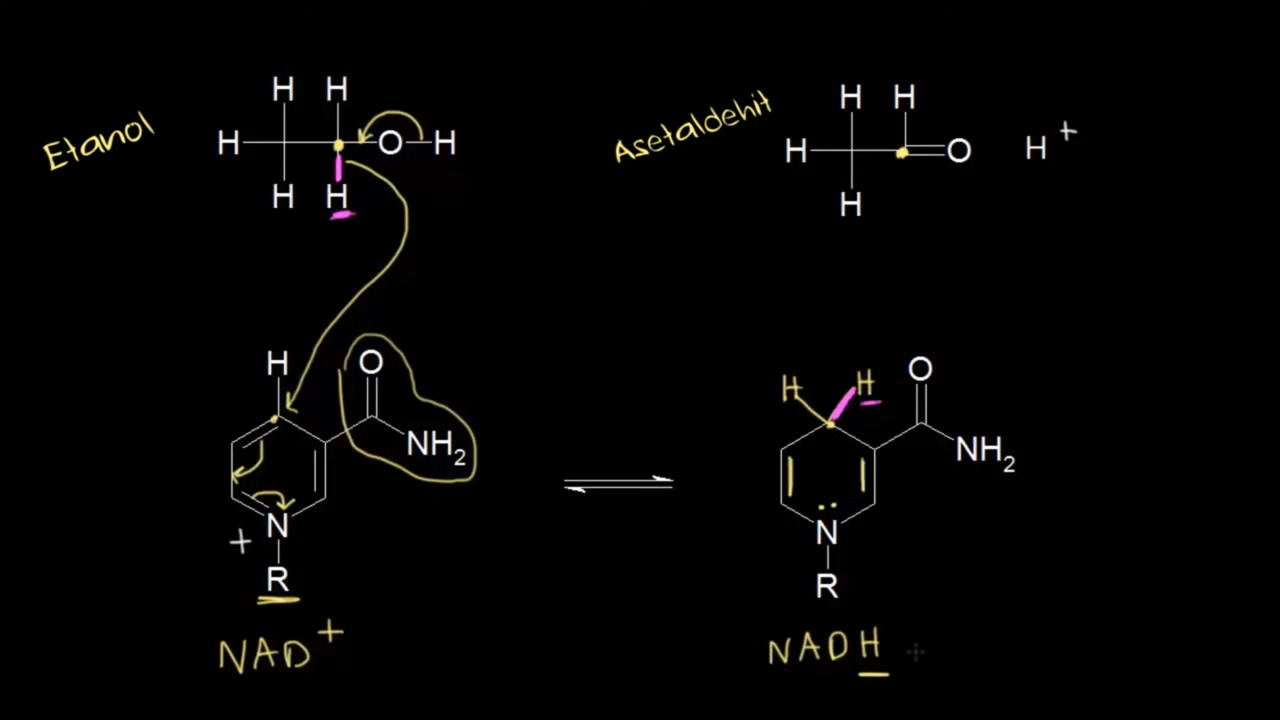 Etanol
H H
H O H
H H
Asetaldehit
H H
H O H+
H
H O
NH2
N
+
R
NAD+
H H O
NH2
N
R
NADH